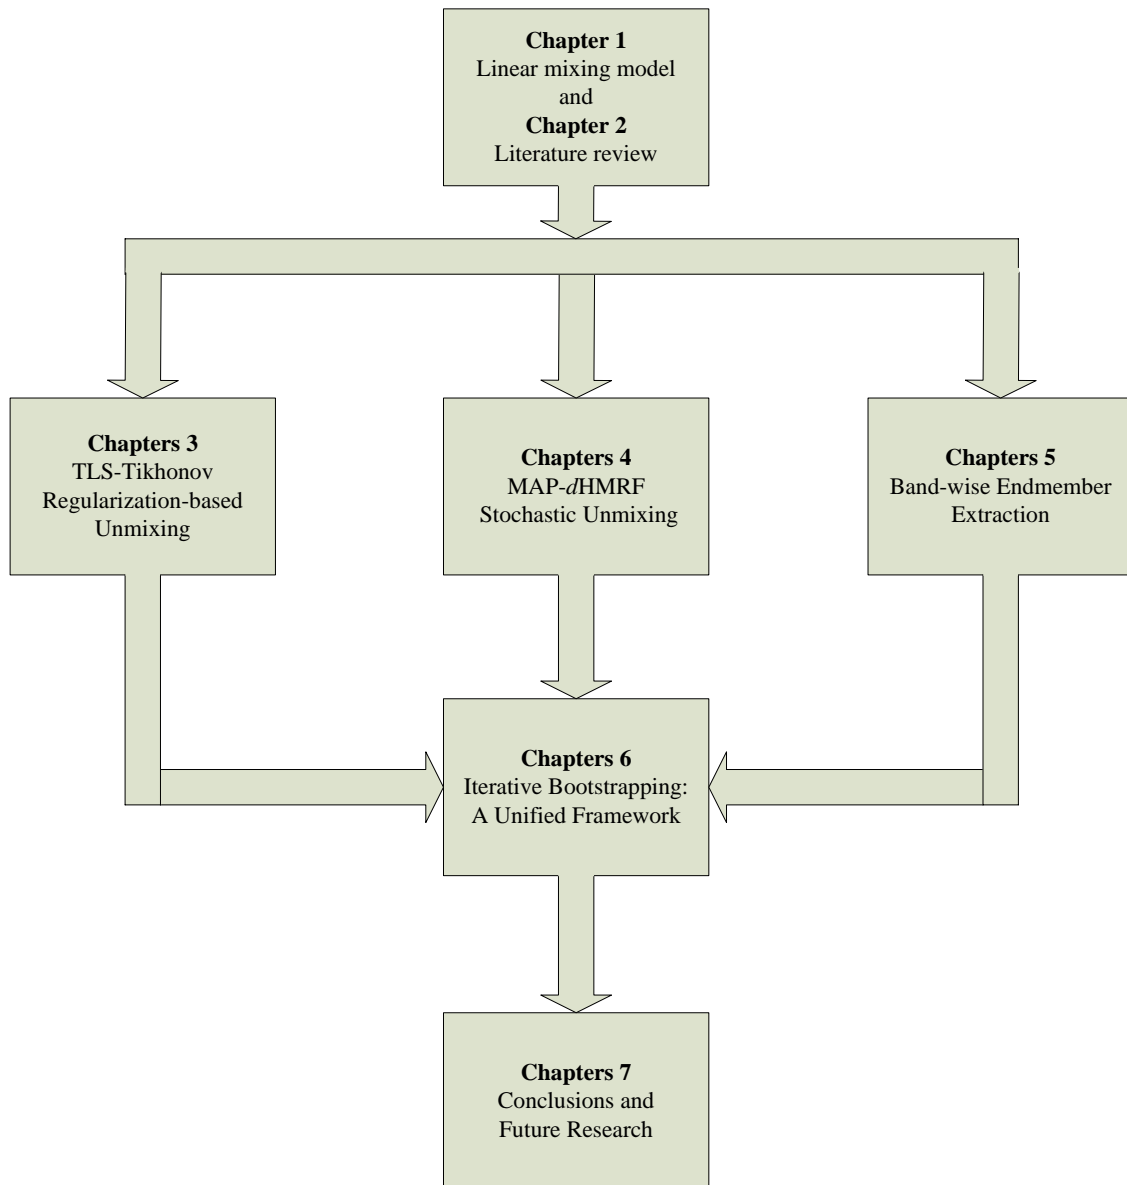 Chapter 1
Linear mixing model
and
Chapter 2
Literature review
Chapters 3
TLS-Tikhonov
Regularization-based
Unmixing
Chapters 4
MAP-dHMRF
Stochastic Unmixing
Chapters 5
Band-wise Endmember
Extraction
Chapters 6
Iterative Bootstrapping:
A Unified Framework
Chapters 7
Conclusions and
Future Research